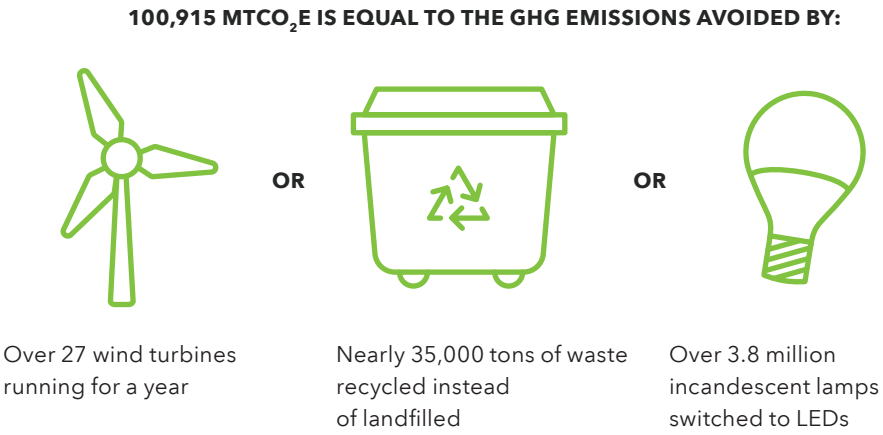 100,915 MTCO₂E IS EQUAL TO THE GHG EMISSIONS AVOIDED BY:
OR
OR
Over 27 wind turbines
running for a year
Nearly 35,000 tons of waste
recycled instead
of landfilled
Over 3.8 million
incandescent lamps
switched to LEDs